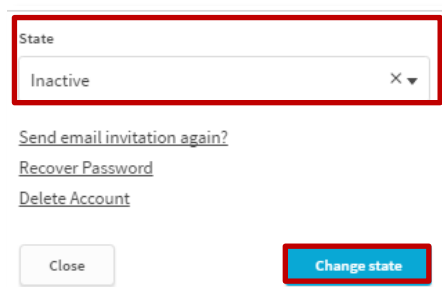 State
Inactive
Send email invitation again?
Recover Password
Delete Account
Close Change state